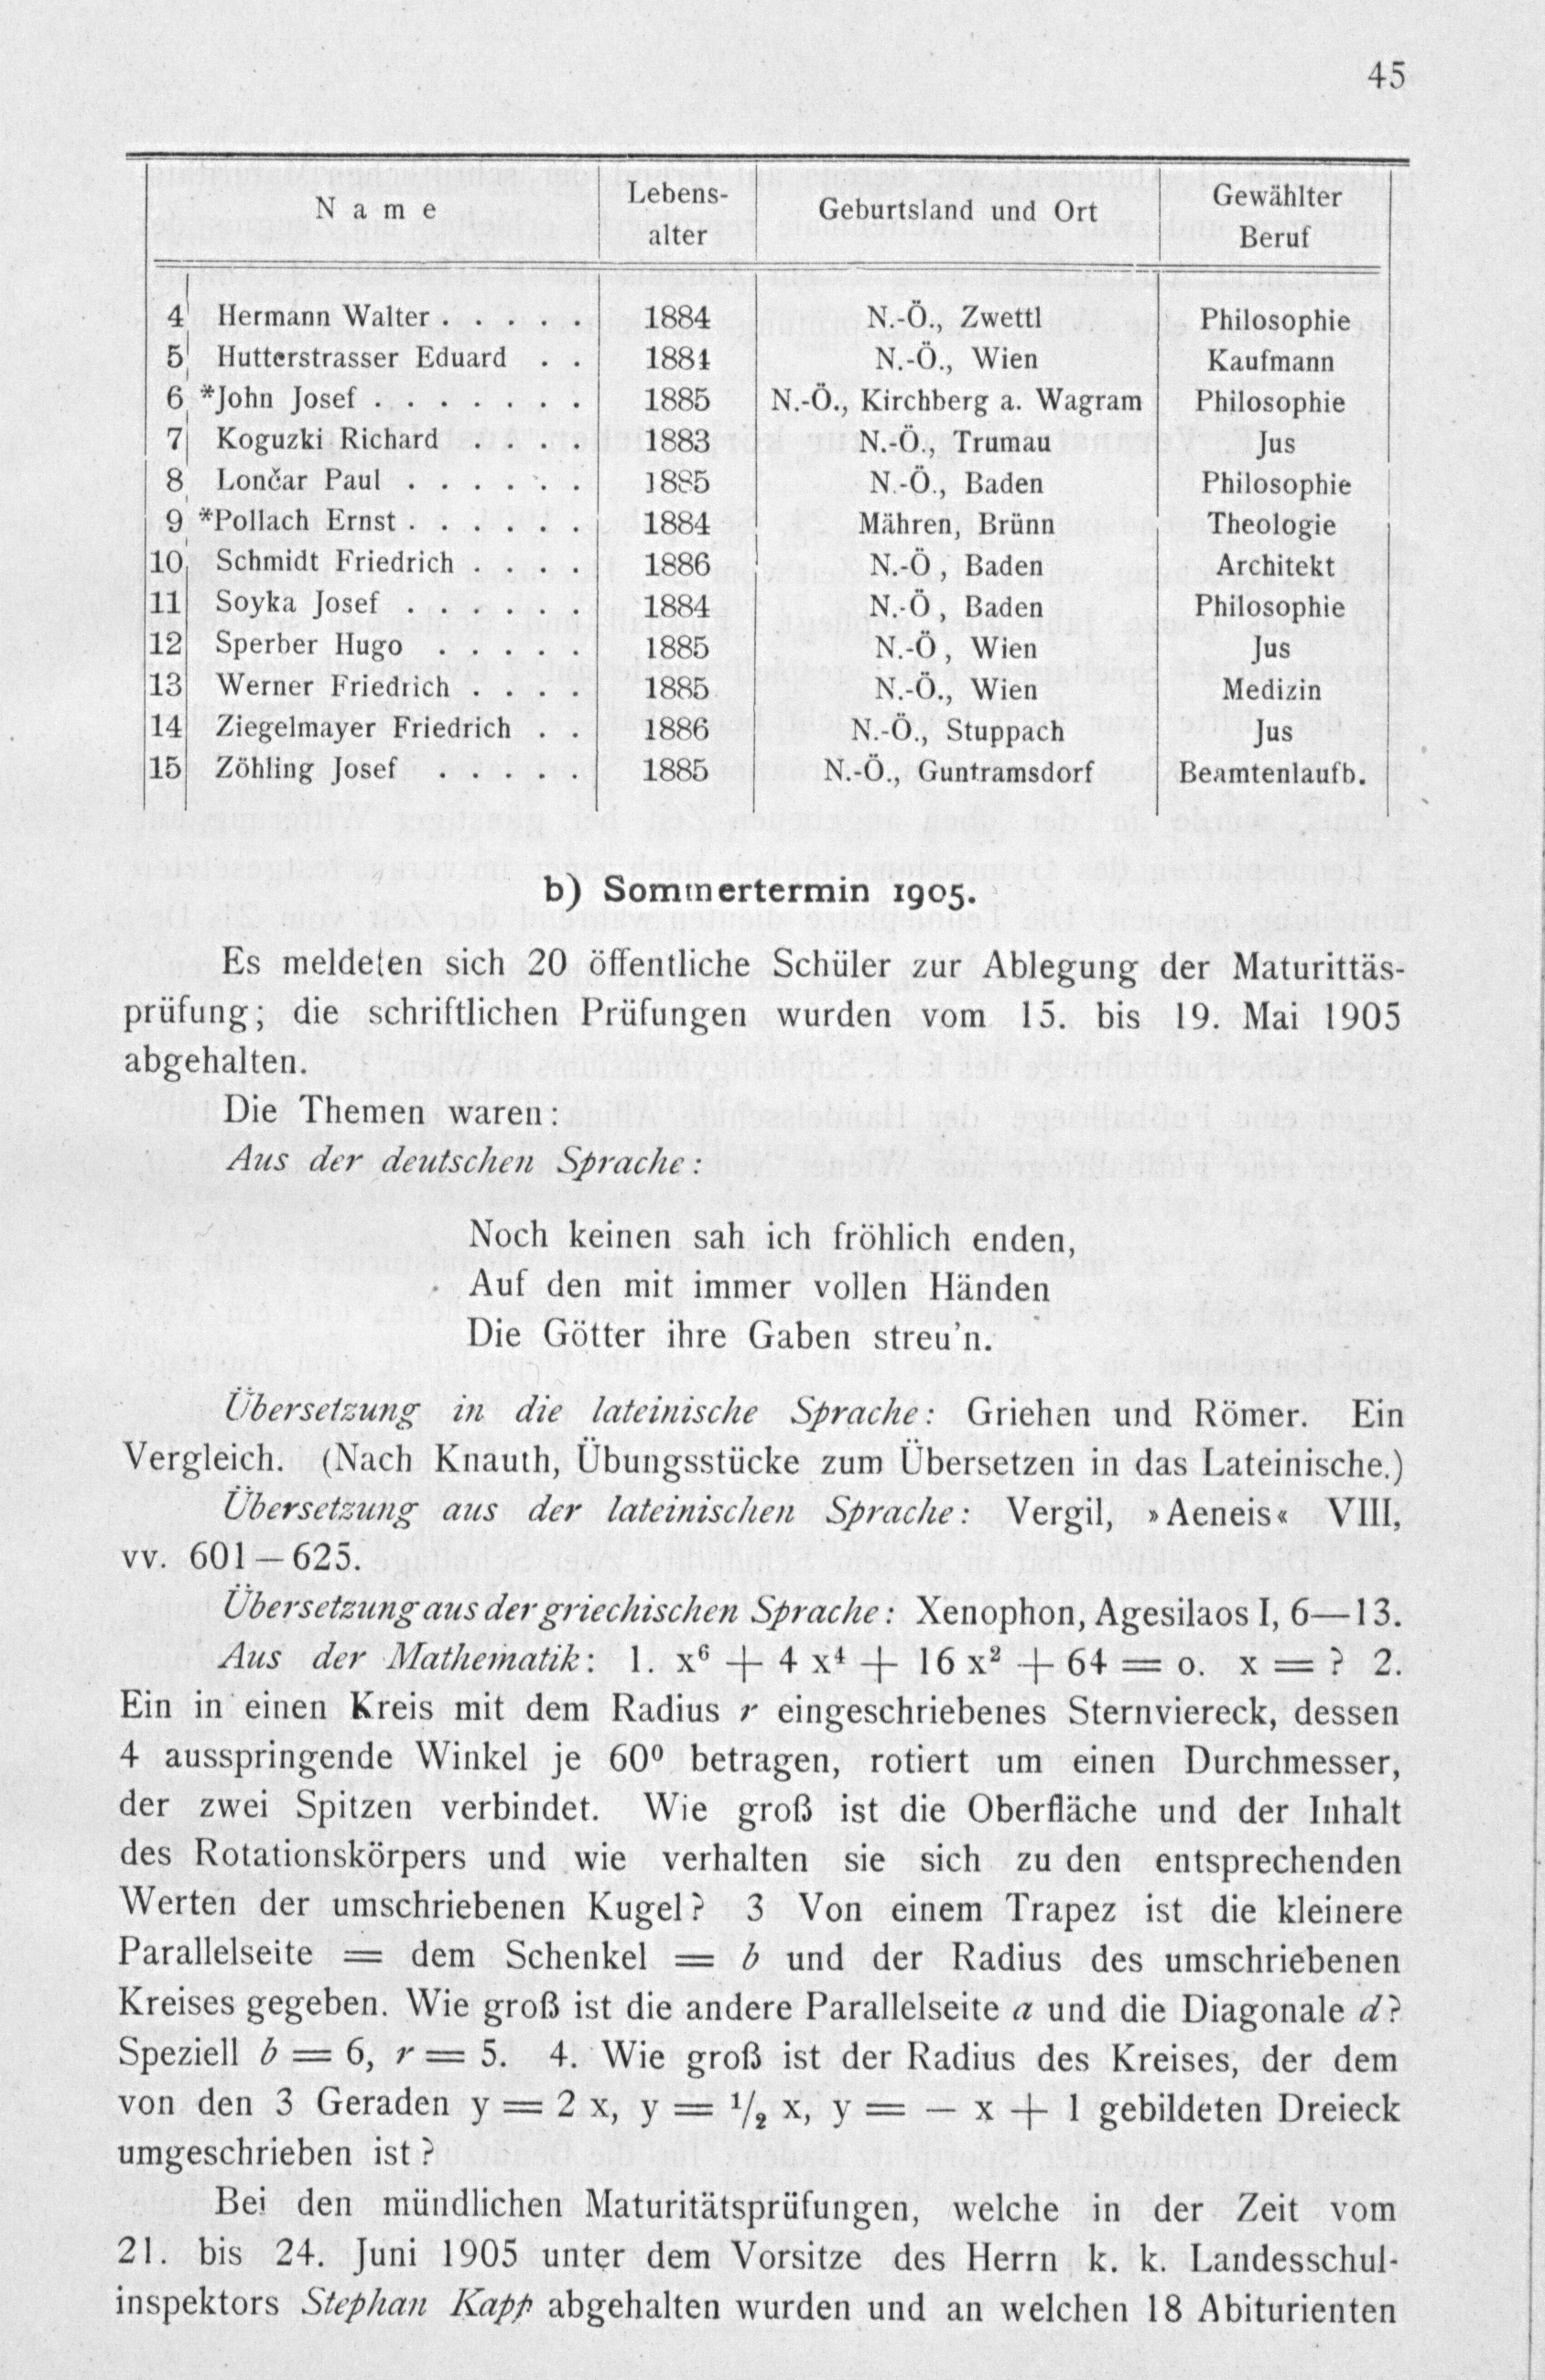 45
Name Lebens-alter Geburtsland und Ort Gewählter Beruf
4 Hermann Walter . . . . . 1884 N.-Ö., Zwettl Philosophie
5 Hutterstrasser Eduard . . 1884 N.-Ö., Wien Kaufmann
6 *John Josef . . . . . . . 1885 N.-Ö., Kirchberg a. Wagram Philosophie
7 Koguzki Richard . . . . 1883 N.-Ö., Trumau Jus
8 Lončar Paul . . . . . . 1885 N.-Ö., Baden Philosophie
9 *Pollach Ernst . . . . . . 1884 Mähren, Brünn Theologie
10 Schmidt Friedrich . . . . 1886 N.-Ö, Baden Architekt
11 Soyka Josef . . . . . . 1884 N.-Ö, Baden Philosophie
12 Sperber Hugo . . . . . 1885 N.-Ö, Wien Jus
13 Werner Friedrich . . . . 1885 N.-Ö., Wien Medizin
14 Ziegelmayer Friedrich . . 1886 N.-Ö., Stuppach Jus
15 Zöhling Josef . . . . . 1885 N.-Ö., Guntramsdorf Beamtenlaufb.
b) Sommertermin 1905.
Es meldeten sich 20 öffentliche Schüler zur Ablegung der Maturittäs-
prüfung; die schriftlichen Prüfungen wurden vom 15. bis 19. Mai 1905
abgehalten.
Die Themen waren:
Aus der deutschen Sprache:
Noch keinen sah ich fröhlich enden,
Auf den mit immer vollen Händen
Die Götter ihre Gaben streu'n.
Übersetzung in die lateinische Sprache: Griehen und Römer. Ein
Vergleich. (Nach Knauth, Übungsstücke zum Übersetzen in das Lateinische.)
Übersetzung aus der lateinischen Sprache: Vergil, »Aeneis« VIII,
vv. 601—625.
Übersetzung aus der griechischen Sprache: Xenophon, Agesilaos I, 6—13.
Aus der Mathematik: 1. x⁶ + 4 x⁴ + 16 x² + 64 = o. x = ? 2.
Ein in einen Kreis mit dem Radius r eingeschriebenes Sternviereck, dessen
4 ausspringende Winkel je 60⁰ betragen, rotiert um einen Durchmesser,
der zwei Spitzen verbindet. Wie groß ist die Oberfläche und der Inhalt
des Rotationskörpers und wie verhalten sie sich zu den entsprechenden
Werten der umschriebenen Kugel? 3 Von einem Trapez ist die kleinere
Parallelseite = dem Schenkel = b und der Radius des umschriebenen
Kreises gegeben. Wie groß ist die andere Parallelseite a und die Diagonale d?
Speziell b = 6, r = 5. 4. Wie groß ist der Radius des Kreises, der dem
von den 3 Geraden y = 2 x, y = ¹/₂ x, y = — x + 1 gebildeten Dreieck
umgeschrieben ist?
Bei den mündlichen Maturitätsprüfungen, welche in der Zeit vom
21. bis 24. Juni 1905 unter dem Vorsitze des Herrn k. k. Landesschul-
inspektors Stephan Kapp abgehalten wurden und an welchen 18 Abiturienten